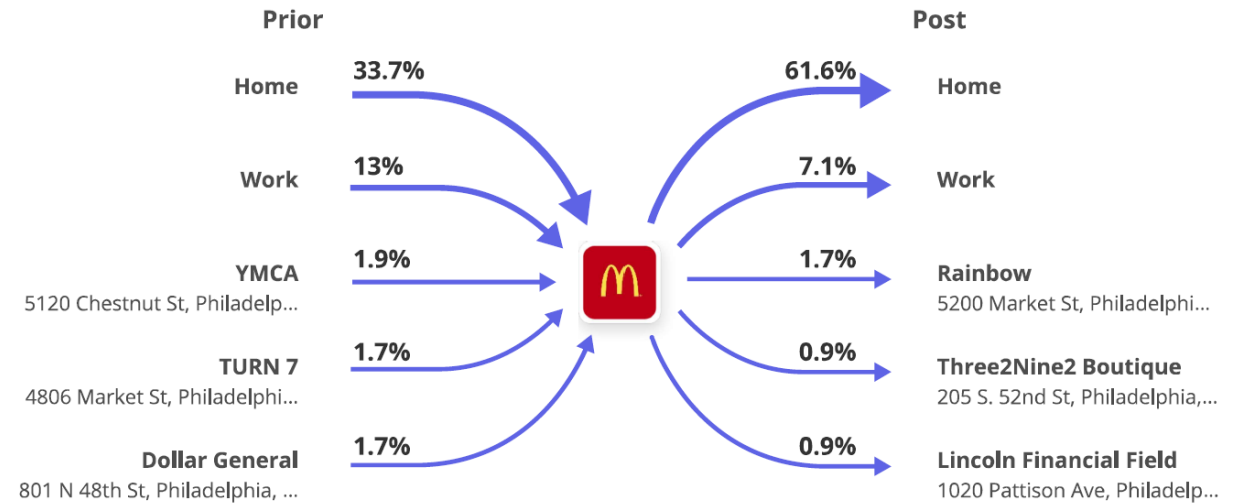 Prior
Post
Home
33.7%
61.6%
Home
Work
13%
7.1%
Work
YMCA
5120 Chestnut St, Philadelp...
1.9%
1.7%
Rainbow
5200 Market St, Philadelphi...
TURN 7
4806 Market St, Philadelphi...
1.7%
0.9%
Three2Nine2 Boutique
205 S. 52nd St, Philadelphia,...
Dollar General
801 N 48th St, Philadelphia, ...
1.7%
0.9%
Lincoln Financial Field
1020 Pattison Ave, Philadelp...